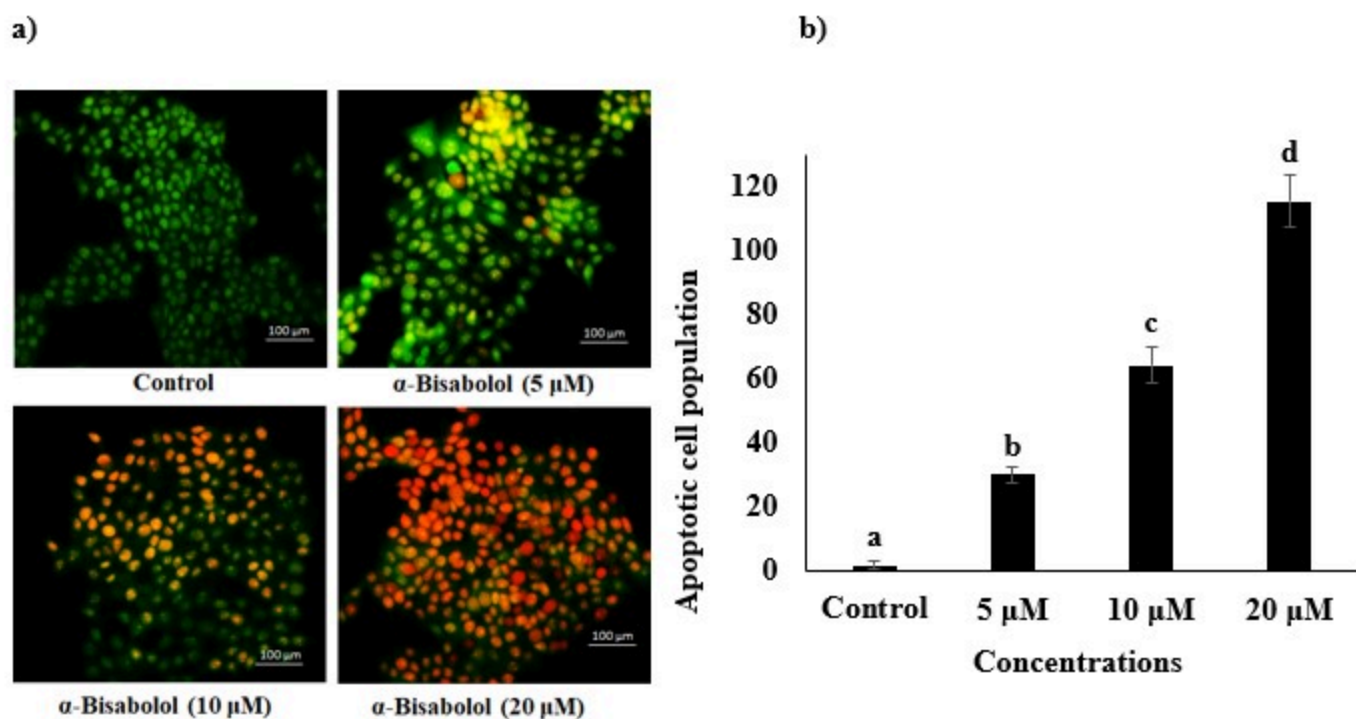 a)
100 µm
100 µm
Control
α-Bisabolol (5 µM)
100 µm
100 µm
α-Bisabolol (10 µM)
α-Bisabolol (20 µM)
b)
Apoptotic cell population
120
100
80
60
40
20
0
a
b
c
d
Control
5 µM
10 µM
20 µM
Concentrations